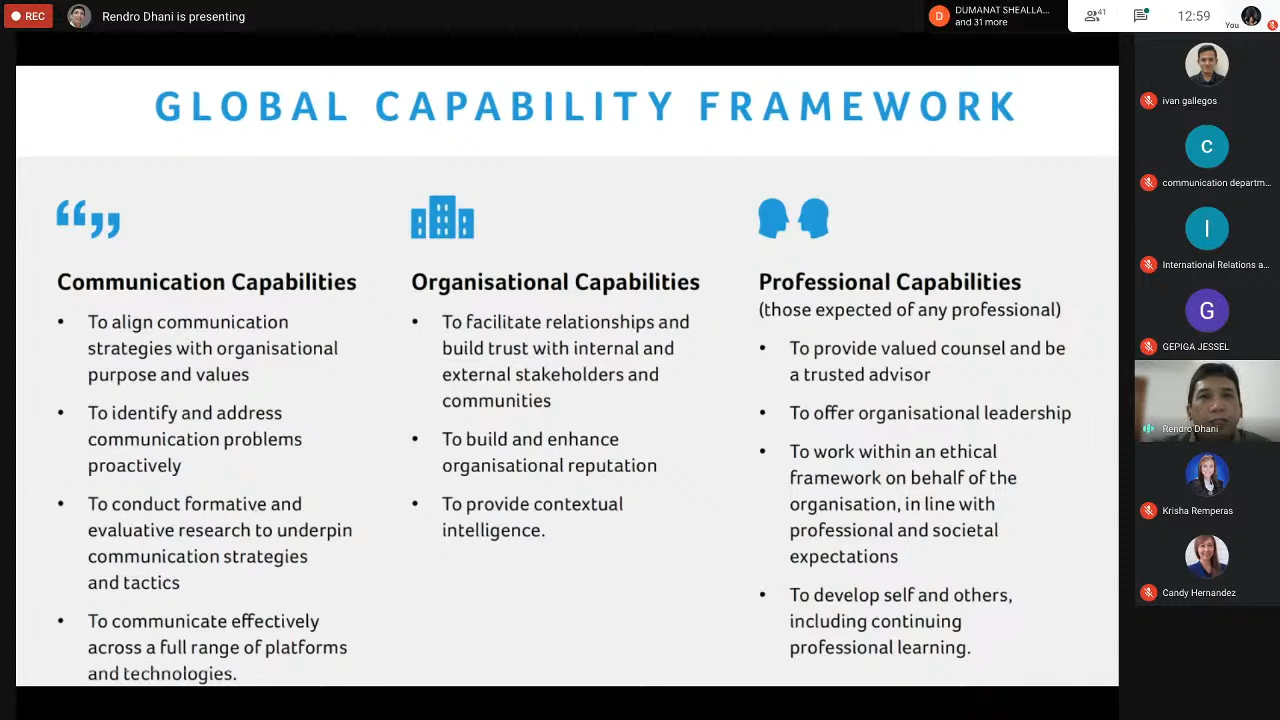 REC
Rendro Dhani is presenting
D
DUMANAT SHEALLA...
and 31 more
41
12:59
You
GLOBAL CAPABILITY FRAMEWORK
“„
Communication Capabilities
• To align communication
strategies with organisational
purpose and values
• To identify and address
communication problems
proactively
• To conduct formative and
evaluative research to underpin
communication strategies
and tactics
• To communicate effectively
across a full range of platforms
and technologies.
Organisational Capabilities
• To facilitate relationships and
build trust with internal and
external stakeholders and
communities
• To build and enhance
organisational reputation
• To provide contextual
intelligence.
Professional Capabilities
(those expected of any professional)
• To provide valued counsel and be
a trusted advisor
• To offer organisational leadership
• To work within an ethical
framework on behalf of the
organisation, in line with
professional and societal
expectations
• To develop self and others,
including continuing
professional learning.
ivan gallegos
C
communication departm...
I
International Relations a...
G
GEPIGA JESSEL
Rendro Dhani
Krisha Remperas
Candy Hernandez